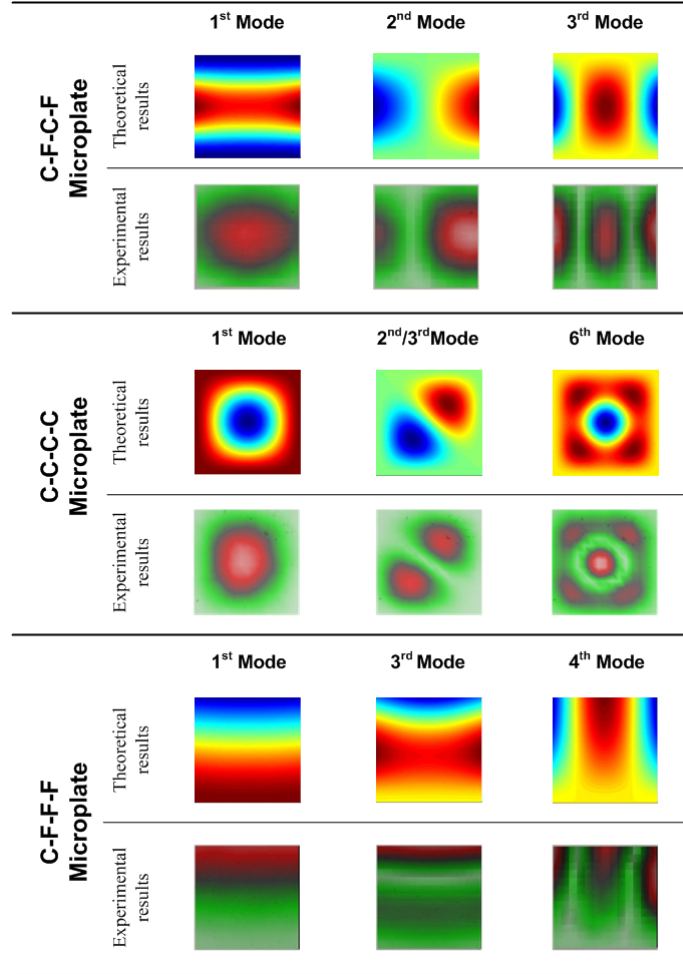 1st Mode 2nd Mode 3rd Mode
C-F-C-F
Microplate
Theoretical
results
Experimental
results
1st Mode 2nd/3rdMode 6th Mode
C-C-C-C
Microplate
Theoretical
results
Experimental
results
1st Mode 3rd Mode 4th Mode
C-F-F-F
Microplate
Theoretical
results
Experimental
results